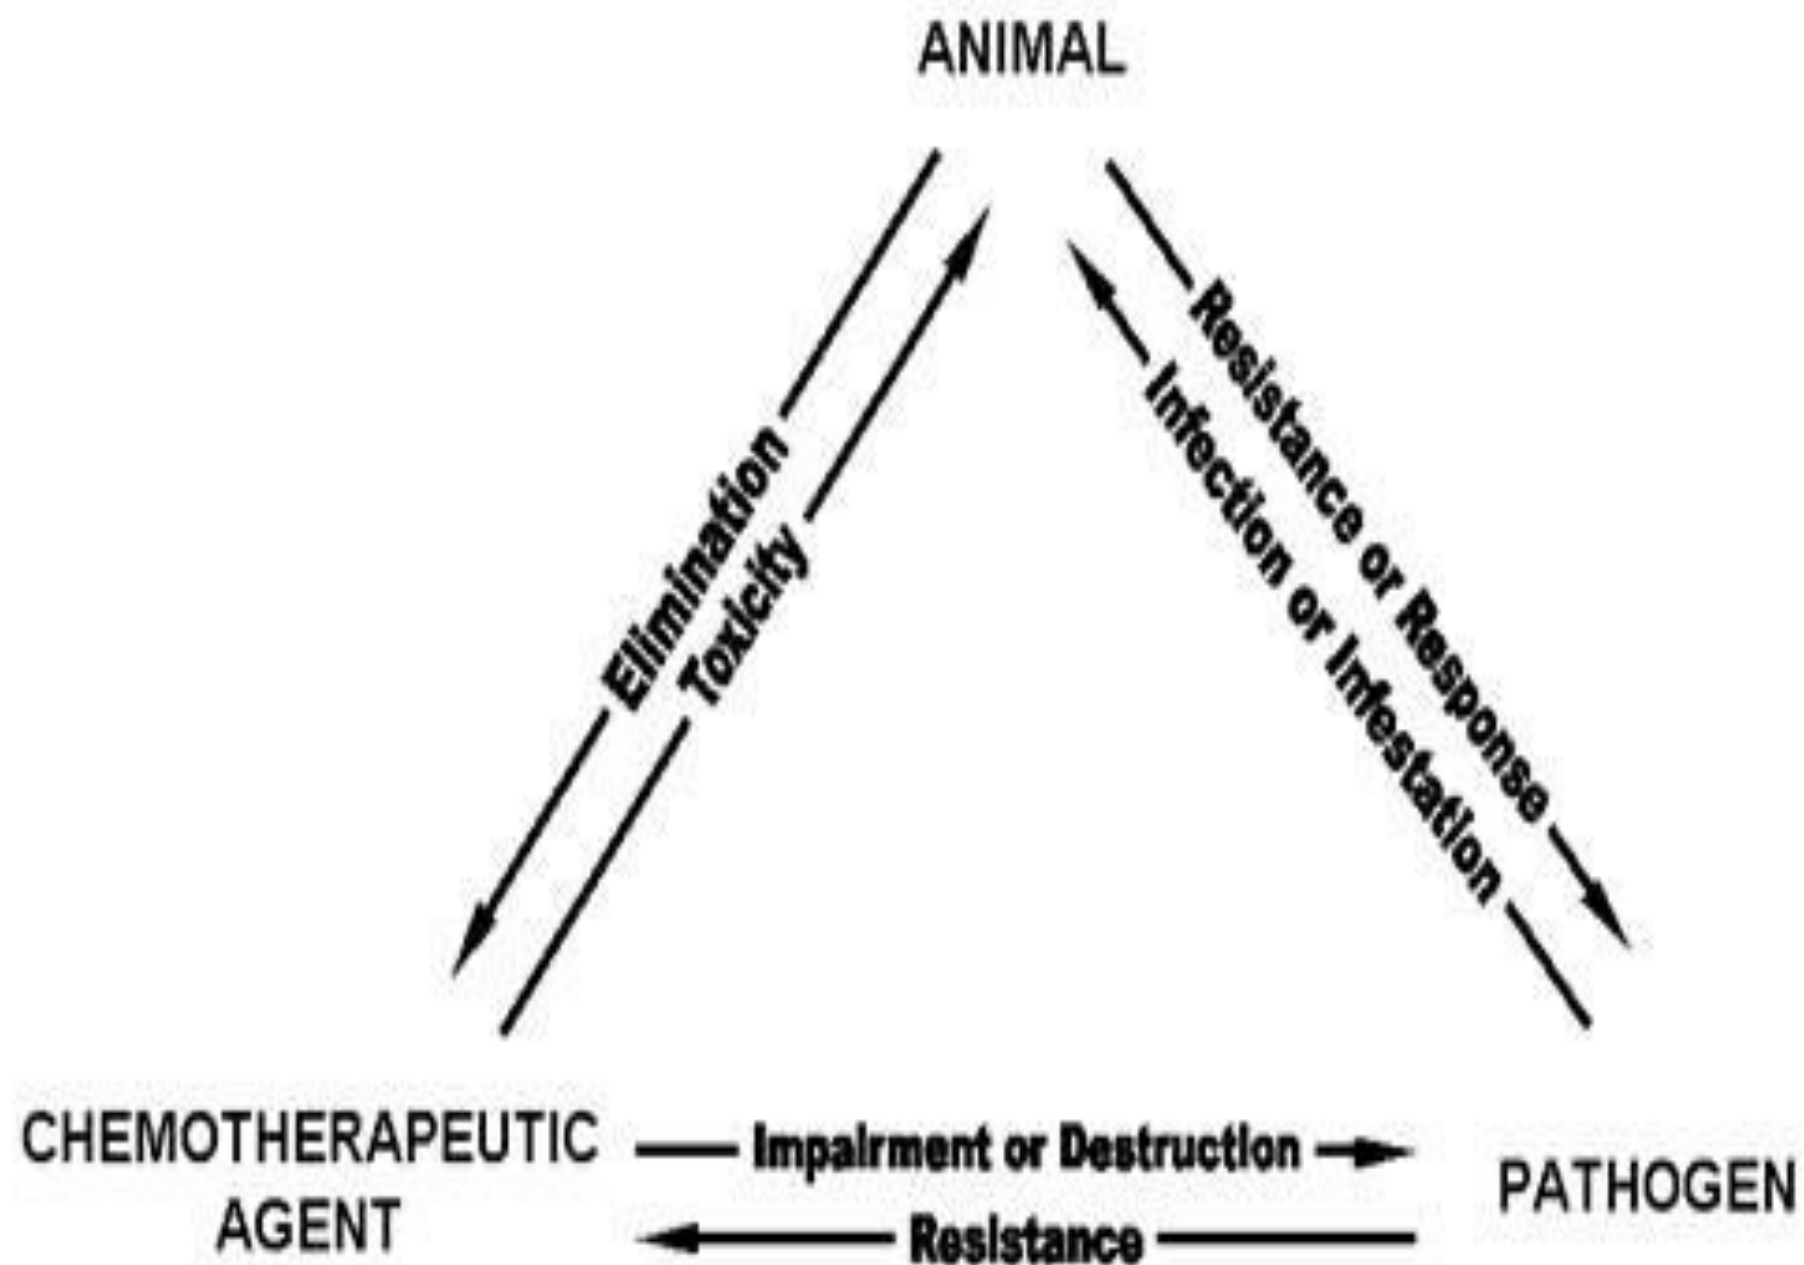 ANIMAL
Elimination
Toxicity
Resistance or Response
Infection or Infestation
CHEMOTHERAPEUTIC
AGENT
Impairment or Destruction
Resistance
PATHOGEN